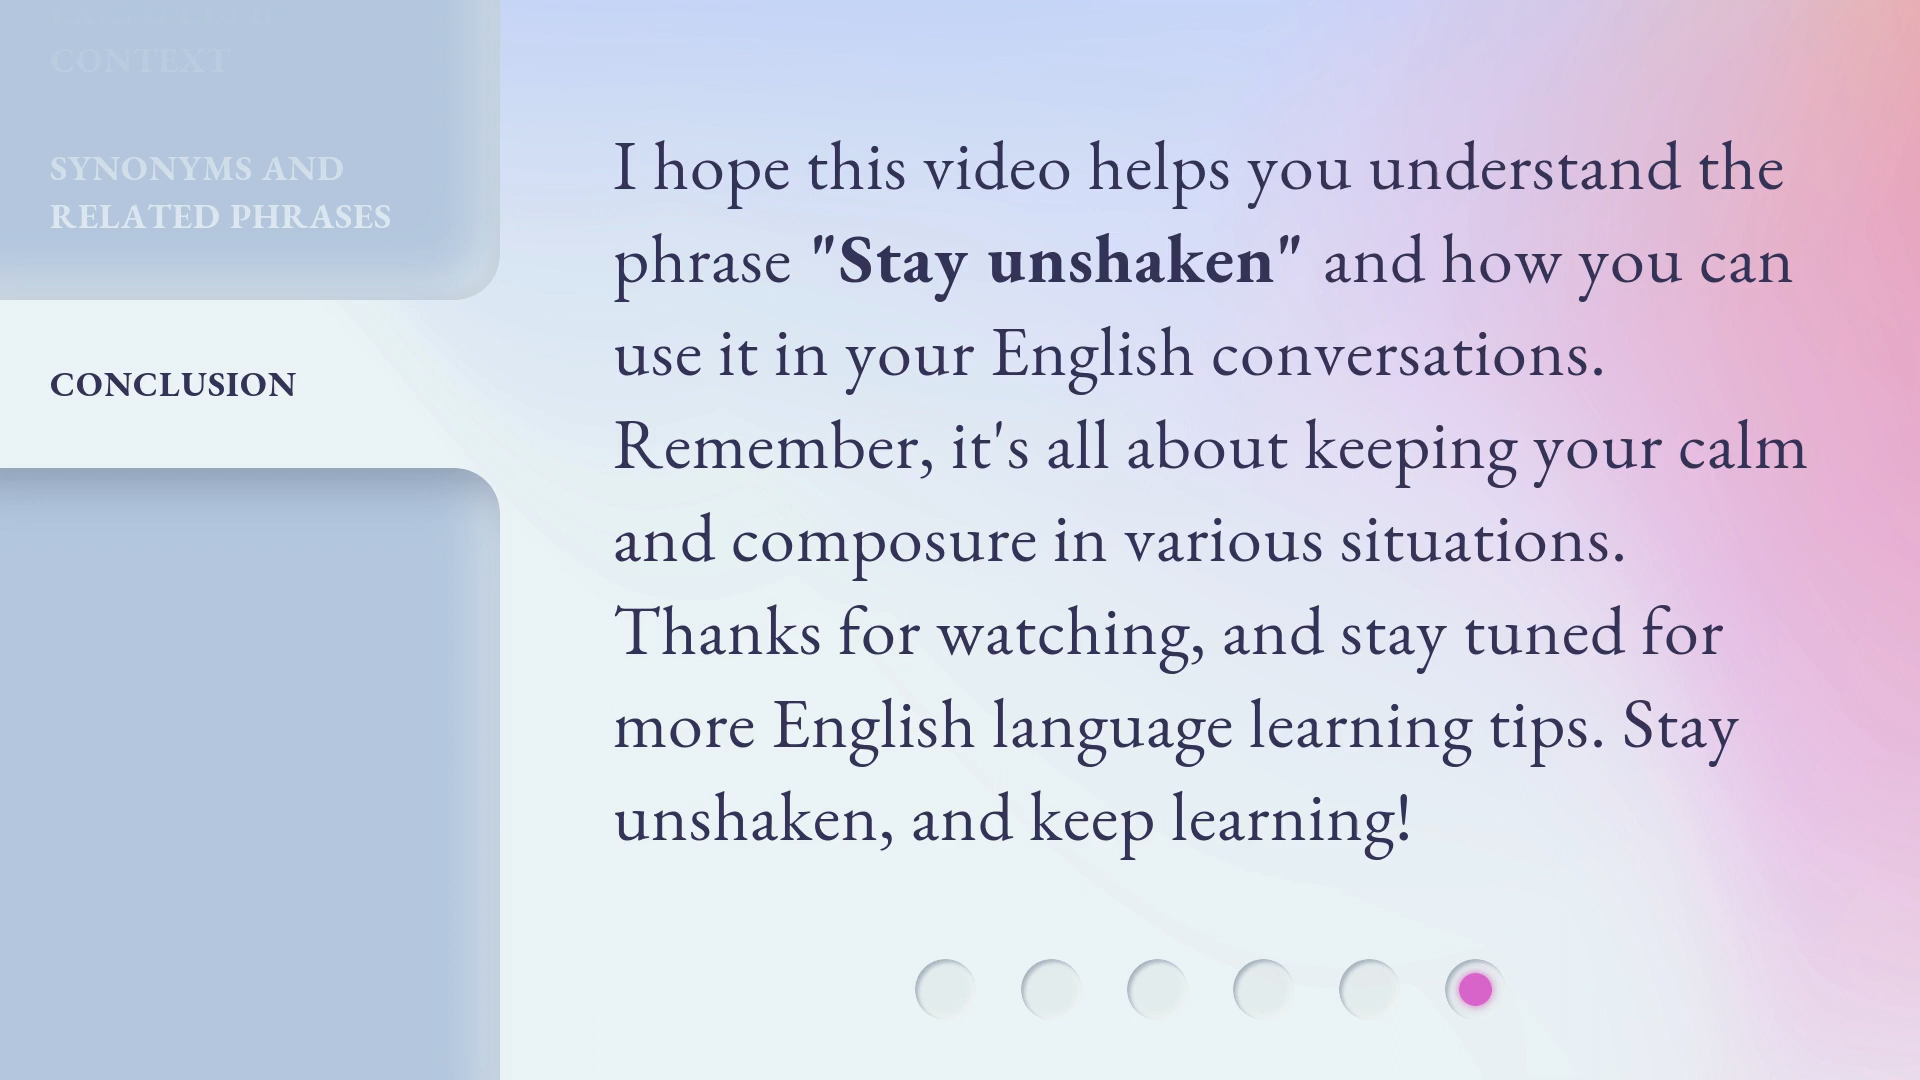 CONTEXT
SYNONYMS AND
RELATED PHRASES
CONCLUSION
I hope this video helps you understand the
phrase "Stay unshaken" and how you can
use it in your English conversations.
Remember, it's all about keeping your calm
and composure in various situations.
Thanks for watching, and stay tuned for
more English language learning tips. Stay
unshaken, and keep learning!